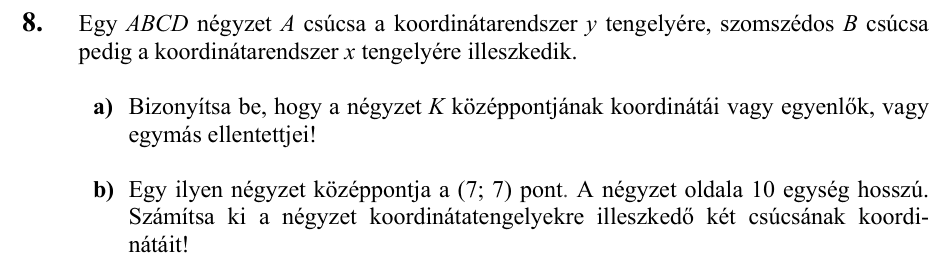 8. Egy ABCD négyzet A csúcsa a koordinátarendszer y tengelyére, szomszédos B csúcsa
pedig a koordinátarendszer x tengelyére illeszkedik.
a) Bizonyítsa be, hogy a négyzet K középpontjának koordinátái vagy egyenlők, vagy
egymás ellentettjei!
b) Egy ilyen négyzet középpontja a (7; 7) pont. A négyzet oldala 10 egység hosszú.
Számítsa ki a négyzet koordinátatengelyekre illeszkedő két csúcsának koordi-
nátáit!